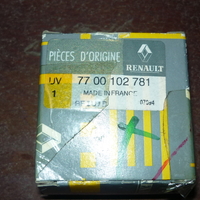 PIÈCES D'ORIGINE
RENAULT
UV 77 00 102 781
1 MADE IN FRANCE